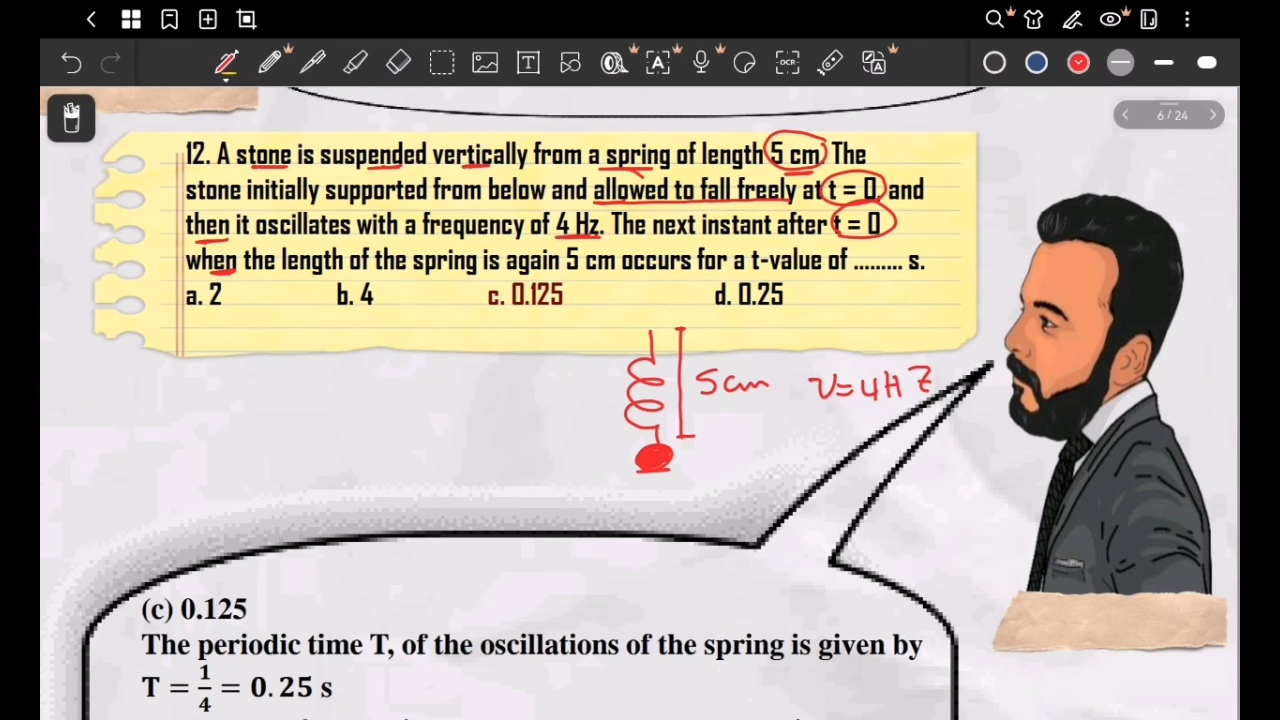 6 / 24
OCR
12. A stone is suspended vertically from a spring of length 5 cm The
stone initially supported from below and allowed to fall freely at t = 0, and
then it oscillates with a frequency of 4 Hz. The next instant after t = 0
when the length of the spring is again 5 cm occurs for a t-value of ......... s.
a. 2 b. 4 c. 0.125 d. 0.25
5cm ν=4HZ
(c) 0.125
The periodic time T, of the oscillations of the spring is given by
T = 1/4 = 0.25 s